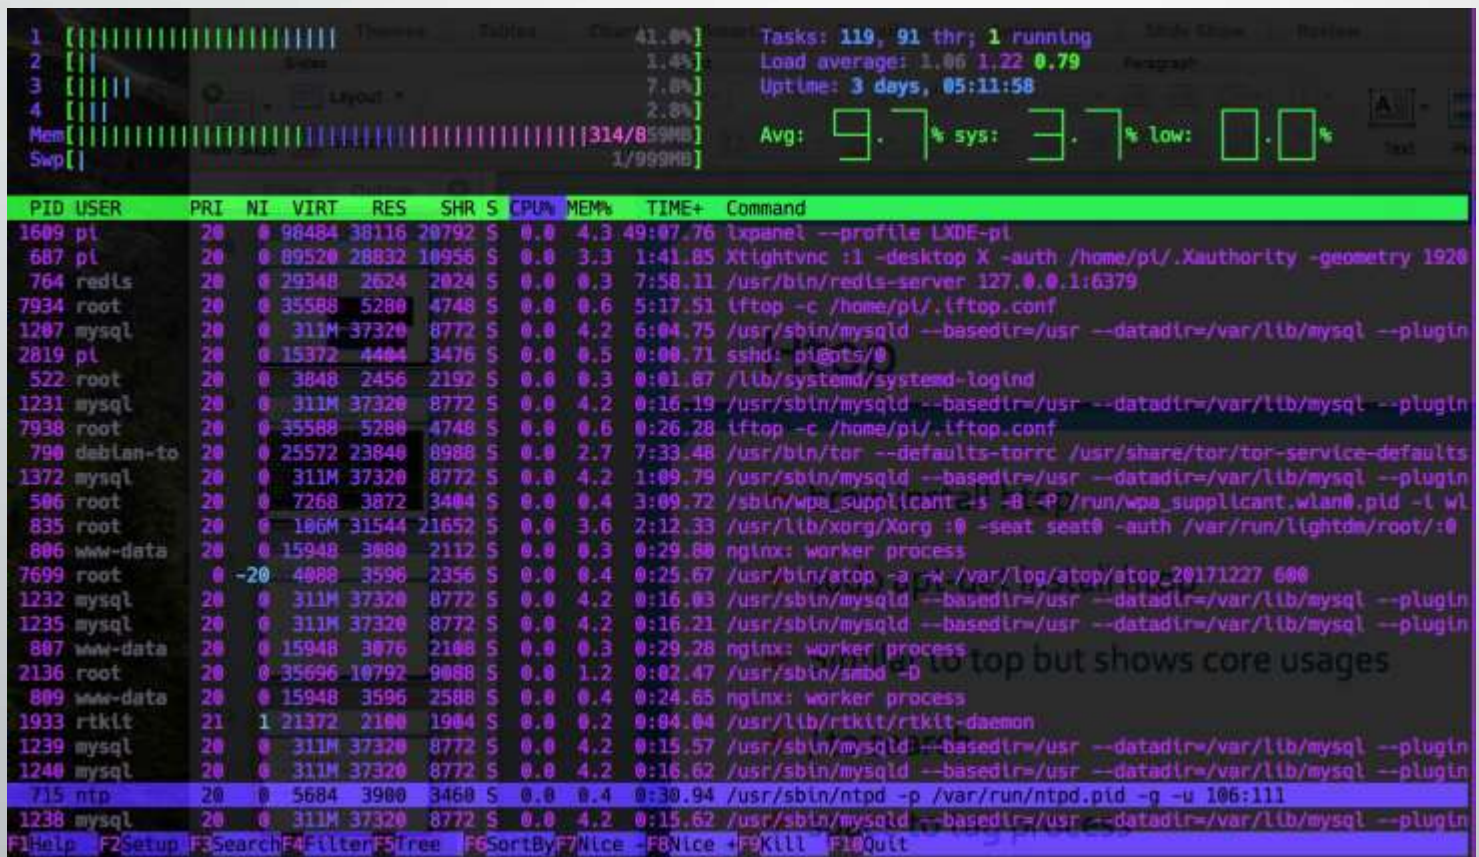 1 [|||||||||||||||||||||||||||| 41.0%]
2 [|| 1.4%]
3 [|||||| 7.8%]
4 [|||| 2.8%]
Mem[||||||||||||||||||||||||||||||||||||||||||||||||||||||||314/859MB]
Swp[| 1/999MB]
Tasks: 119, 91 thr; 1 running
Load average: 1.06 1.22 0.79
Uptime: 3 days, 05:11:58
Avg: 9.7% sys: 3.7% low: 0.0%
PID USER PRI NI VIRT RES SHR S CPU% MEM% TIME+ Command
1609 pi 20 0 98484 38116 20792 S 0.0 4.3 49:07.76 lxpanel --profile LXDE-pi
687 pi 20 0 89520 28832 10956 S 0.0 3.3 1:41.85 Xtightvnc :1 -desktop X -auth /home/pi/.Xauthority -geometry 1920
764 redis 20 0 29348 2624 2024 S 0.0 0.3 7:58.11 /usr/bin/redis-server 127.0.0.1:6379
7934 root 20 0 35588 5280 4748 S 0.0 0.6 5:17.51 iftop -c /home/pi/.iftop.conf
1207 mysql 20 0 311M 37320 8772 S 0.0 4.2 6:04.75 /usr/sbin/mysqld --basedir=/usr --datadir=/var/lib/mysql --plugin
2819 pi 20 0 15372 4404 3476 S 0.0 0.5 0:00.71 sshd: pi@pts/0
522 root 20 0 3848 2456 2192 S 0.0 0.3 0:01.87 /lib/systemd/systemd-logind
1231 mysql 20 0 311M 37320 8772 S 0.0 4.2 0:16.19 /usr/sbin/mysqld --basedir=/usr --datadir=/var/lib/mysql --plugin
7938 root 20 0 35588 5280 4748 S 0.0 0.6 0:26.28 iftop -c /home/pi/.iftop.conf
790 debian-to 20 0 25572 23840 8988 S 0.0 2.7 7:33.48 /usr/bin/tor --defaults-torrc /usr/share/tor/tor-service-defaults
1372 mysql 20 0 311M 37320 8772 S 0.0 4.2 1:09.79 /usr/sbin/mysqld --basedir=/usr --datadir=/var/lib/mysql --plugin
506 root 20 0 7268 3872 3404 S 0.0 0.4 3:09.72 /sbin/wpa_supplicant -s -B -P /run/wpa_supplicant.wlan0.pid -i wl
835 root 20 0 106M 31544 21652 S 0.0 3.6 2:12.33 /usr/lib/xorg/Xorg :0 -seat seat0 -auth /var/run/lightdm/root/:0
806 www-data 20 0 15948 3080 2112 S 0.0 0.3 0:29.80 nginx: worker process
7699 root 0 -20 4088 3596 2356 S 0.0 0.4 0:25.67 /usr/bin/atop -a -w /var/log/atop/atop_20171227 600
1232 mysql 20 0 311M 37320 8772 S 0.0 4.2 0:16.03 /usr/sbin/mysqld --basedir=/usr --datadir=/var/lib/mysql --plugin
1235 mysql 20 0 311M 37320 8772 S 0.0 4.2 0:16.21 /usr/sbin/mysqld --basedir=/usr --datadir=/var/lib/mysql --plugin
807 www-data 20 0 15948 3076 2108 S 0.0 0.3 0:29.28 nginx: worker process
2136 root 20 0 35696 10792 9088 S 0.0 1.2 0:02.47 /usr/sbin/smbd -D
809 www-data 20 0 15948 3596 2588 S 0.0 0.4 0:24.65 nginx: worker process
1933 rtkit 21 1 21372 2100 1904 S 0.0 0.2 0:04.04 /usr/lib/rtkit/rtkit-daemon
1239 mysql 20 0 311M 37320 8772 S 0.0 4.2 0:15.57 /usr/sbin/mysqld --basedir=/usr --datadir=/var/lib/mysql --plugin
1240 mysql 20 0 311M 37320 8772 S 0.0 4.2 0:16.62 /usr/sbin/mysqld --basedir=/usr --datadir=/var/lib/mysql --plugin
715 ntp 20 0 5684 3900 3460 S 0.0 0.4 0:30.94 /usr/sbin/ntpd -p /var/run/ntpd.pid -g -u 106:111
1238 mysql 20 0 311M 37320 8772 S 0.0 4.2 0:15.62 /usr/sbin/mysqld --basedir=/usr --datadir=/var/lib/mysql --plugin
F1Help F2Setup F3SearchF4FilterF5Tree F6SortByF7Nice -F8Nice +F9Kill F10Quit
Tables
Slide Show
Review
Layout
Paragraph
Text
Htop
similar to top but shows core usages